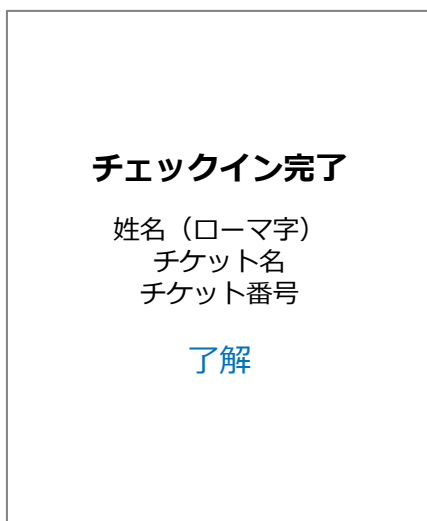 チェックイン完了
姓名（ローマ字）
チケット名
チケット番号
了解